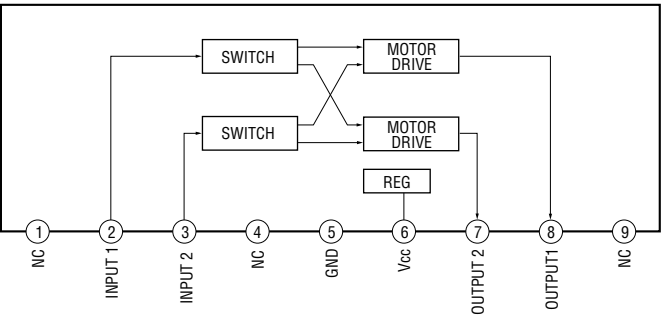 SWITCH
MOTOR
DRIVE
SWITCH
MOTOR
DRIVE
REG
1
2
3
4
5
6
7
8
9
NC
INPUT 1
INPUT 2
NC
GND
Vcc
OUTPUT 2
OUTPUT1
NC